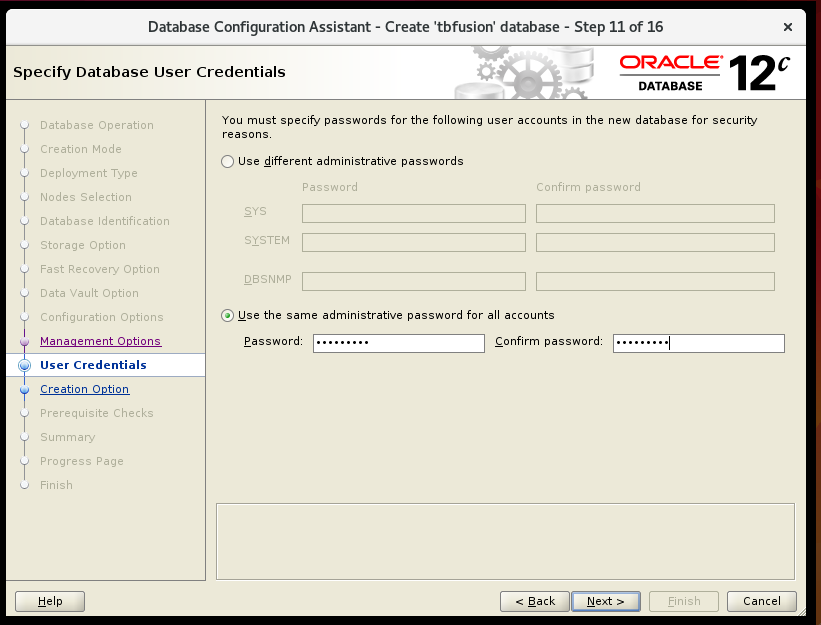 Database Configuration Assistant - Create 'tbfusion' database - Step 11 of 16
×
Specify Database User Credentials
ORACLE
DATABASE
12c
Database Operation
Creation Mode
Deployment Type
Nodes Selection
Database Identification
Storage Option
Fast Recovery Option
Data Vault Option
Configuration Options
Management Options
User Credentials
Creation Option
Prerequisite Checks
Summary
Progress Page
Finish
You must specify passwords for the following user accounts in the new database for security
reasons.
Use different administrative passwords
Password Confirm password
SYS
SYSTEM
DBSNMP
Use the same administrative password for all accounts
Password: ••••••••• Confirm password: •••••••••
Help < Back Next > Finish Cancel